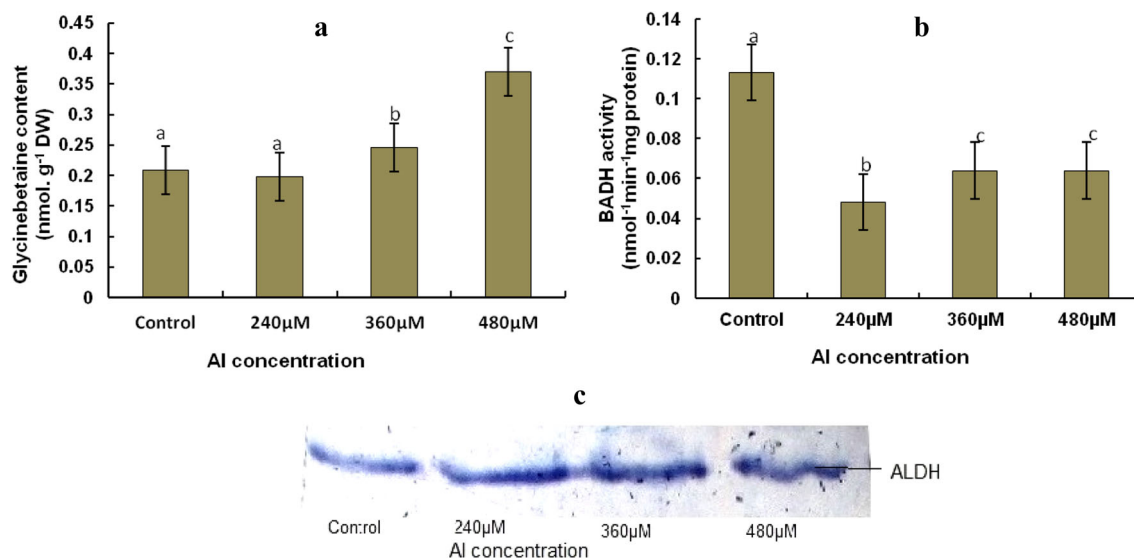 a
Glycinebetaine content
(nmol. g⁻¹ DW)
0.45
0.4
0.35
0.3
0.25
0.2
0.15
0.1
0.05
0
a
a
b
c
Control 240µM 360µM 480µM
Al concentration
b
BADH activity
(nmol⁻¹min⁻¹mg protein)
0.14
0.12
0.1
0.08
0.06
0.04
0.02
0
a
b
c
c
Control 240µM 360µM 480µM
Al concentration
c
ALDH
Control 240µM 360µM 480µM
Al concentration